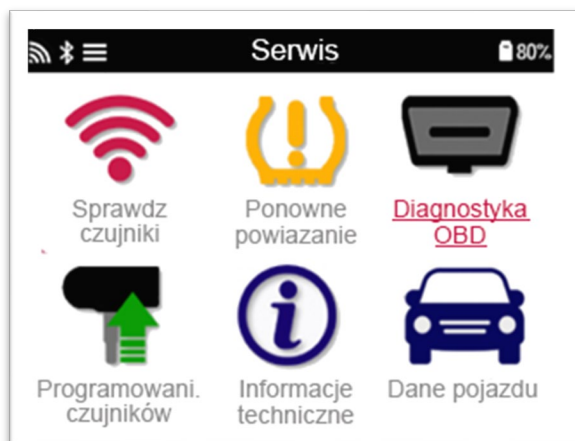 Serwis
80%
Sprawdz
czujniki
Ponowne
powiazanie
Diagnostyka
OBD
Programowani.
czujników
Informacje
techniczne
Dane pojazdu